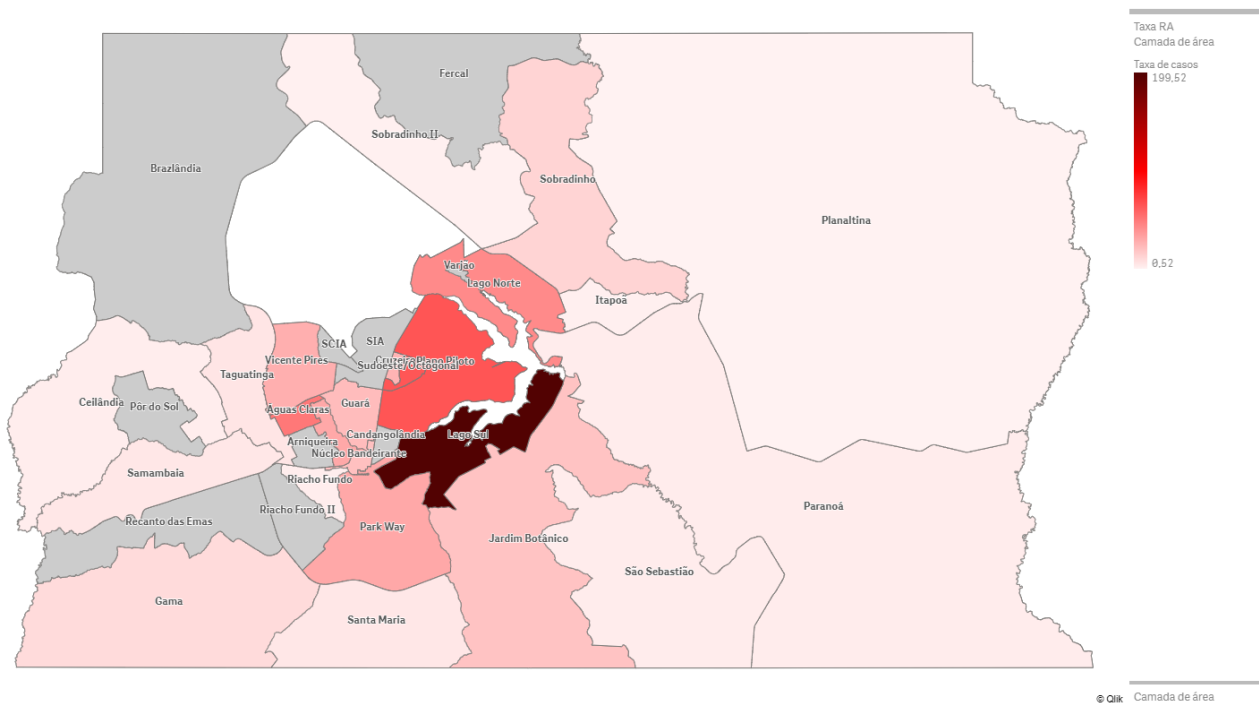 Taxa RA
Camada de área
Taxa de casos
199,52
6,52
Fercal
Sobradinho II
Brazlândia
Sobradinho
Planaltina
Varjão
Lago Norte
Itapoã
SCIA
SIA
Vicente Pires
Cruzeiro
Plano Piloto
Sudoeste/Octogonal
Taguatinga
Ceilândia
Pôr do Sol
Águas Claras
Guará
Candangolândia
Lago Sul
Arniqueira
Núcleo Bandeirante
Samambaia
Riacho Fundo
Recanto das Emas
Riacho Fundo II
Park Way
Paranoá
Jardim Botânico
São Sebastião
Gama
Santa Maria
© Qlik
Camada de área